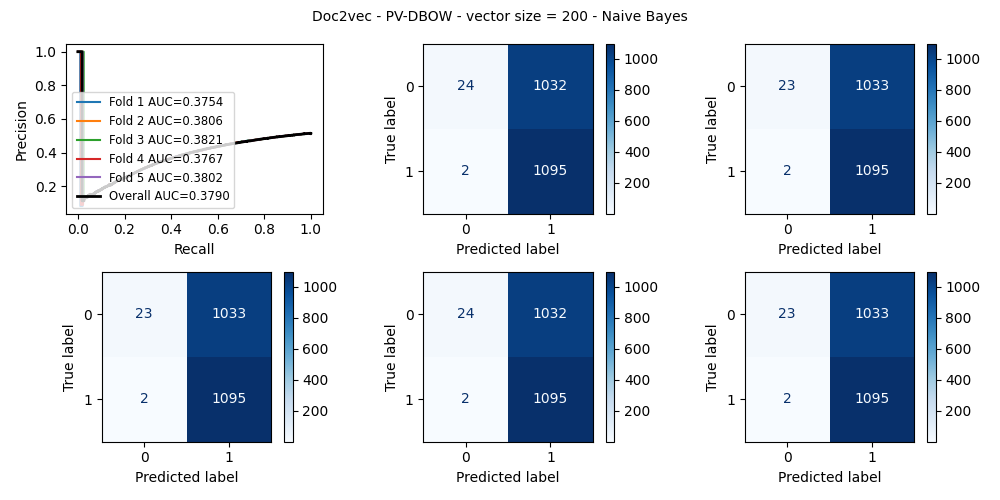 Doc2vec - PV-DBOW - vector size = 200 - Naive Bayes
1.0
0.8
0.6
0.4
0.2
Precision
0.0 0.2 0.4 0.6 0.8 1.0
Recall
Fold 1 AUC=0.3754
Fold 2 AUC=0.3806
Fold 3 AUC=0.3821
Fold 4 AUC=0.3767
Fold 5 AUC=0.3802
Overall AUC=0.3790
True label
0
1
24 1032
2 1095
0 1
Predicted label
1000
800
600
400
200
True label
0
1
23 1033
2 1095
0 1
Predicted label
1000
800
600
400
200
True label
0
1
23 1033
2 1095
0 1
Predicted label
1000
800
600
400
200
True label
0
1
24 1032
2 1095
0 1
Predicted label
1000
800
600
400
200
True label
0
1
23 1033
2 1095
0 1
Predicted label
1000
800
600
400
200